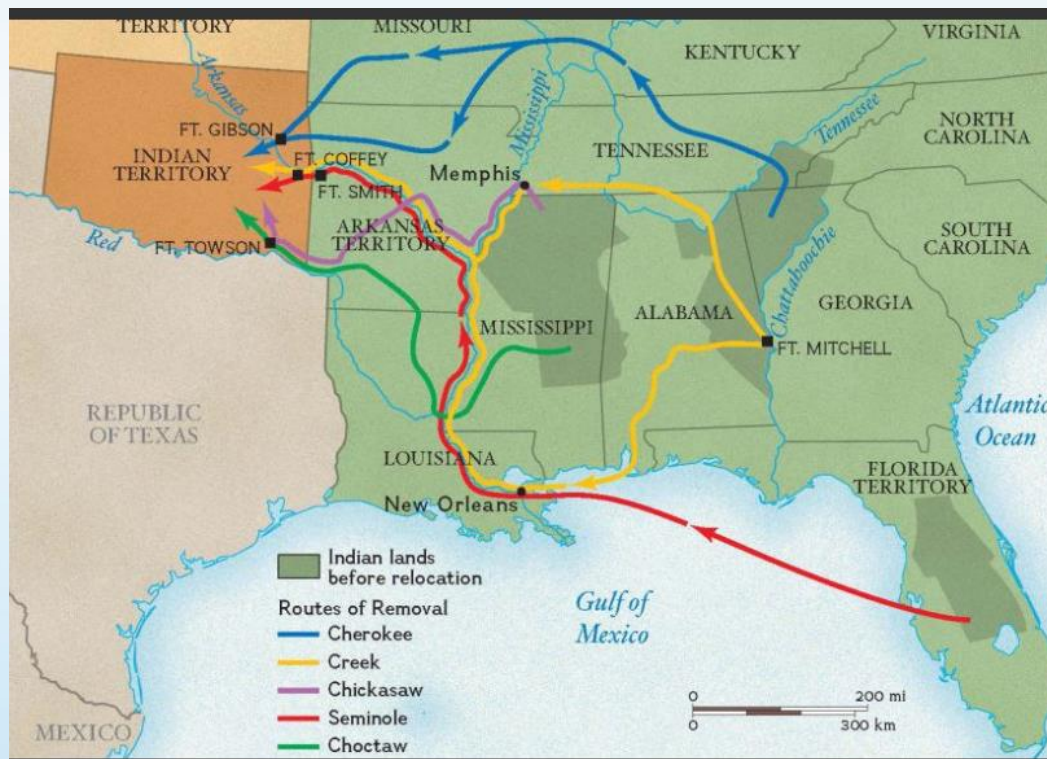 TERRITORY
MISSOURI
KENTUCKY
VIRGINIA
Arkansas
Mississippi
Tennessee
FT. GIBSON
NORTH
CAROLINA
INDIAN
TERRITORY
FT. COFFEY
TENNESSEE
Memphis
FT. SMITH
ARKANSAS
TERRITORY
SOUTH
CAROLINA
Red
FT. TOWSON
Chattahoochie
MISSISSIPPI
ALABAMA
GEORGIA
FT. MITCHELL
REPUBLIC
OF TEXAS
Atlantic
Ocean
LOUISIANA
FLORIDA
TERRITORY
New Orleans
Indian lands
before relocation
Routes of Removal
Cherokee
Creek
Chickasaw
Seminole
Choctaw
Gulf of
Mexico
0 200 mi
0 300 km
MEXICO